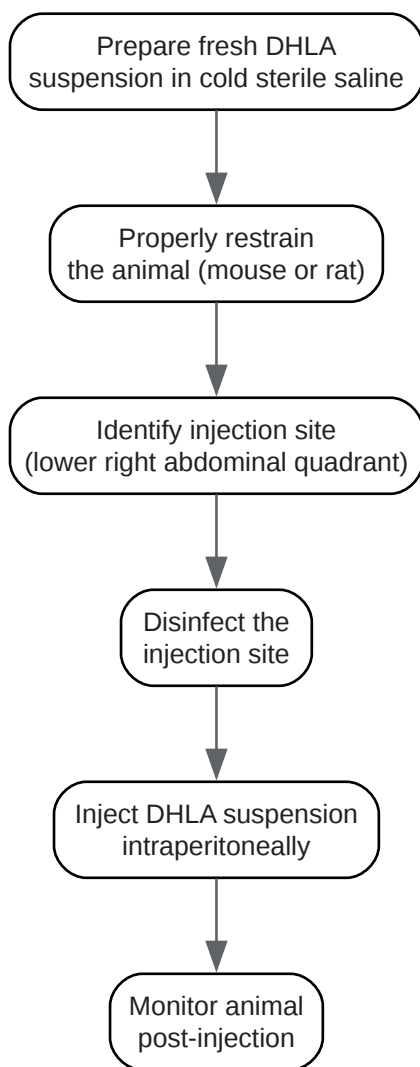 Prepare fresh DHLA
suspension in cold sterile saline
Properly restrain
the animal (mouse or rat)
Identify injection site
(lower right abdominal quadrant)
Disinfect the
injection site
Inject DHLA suspension
intraperitoneally
Monitor animal
post-injection